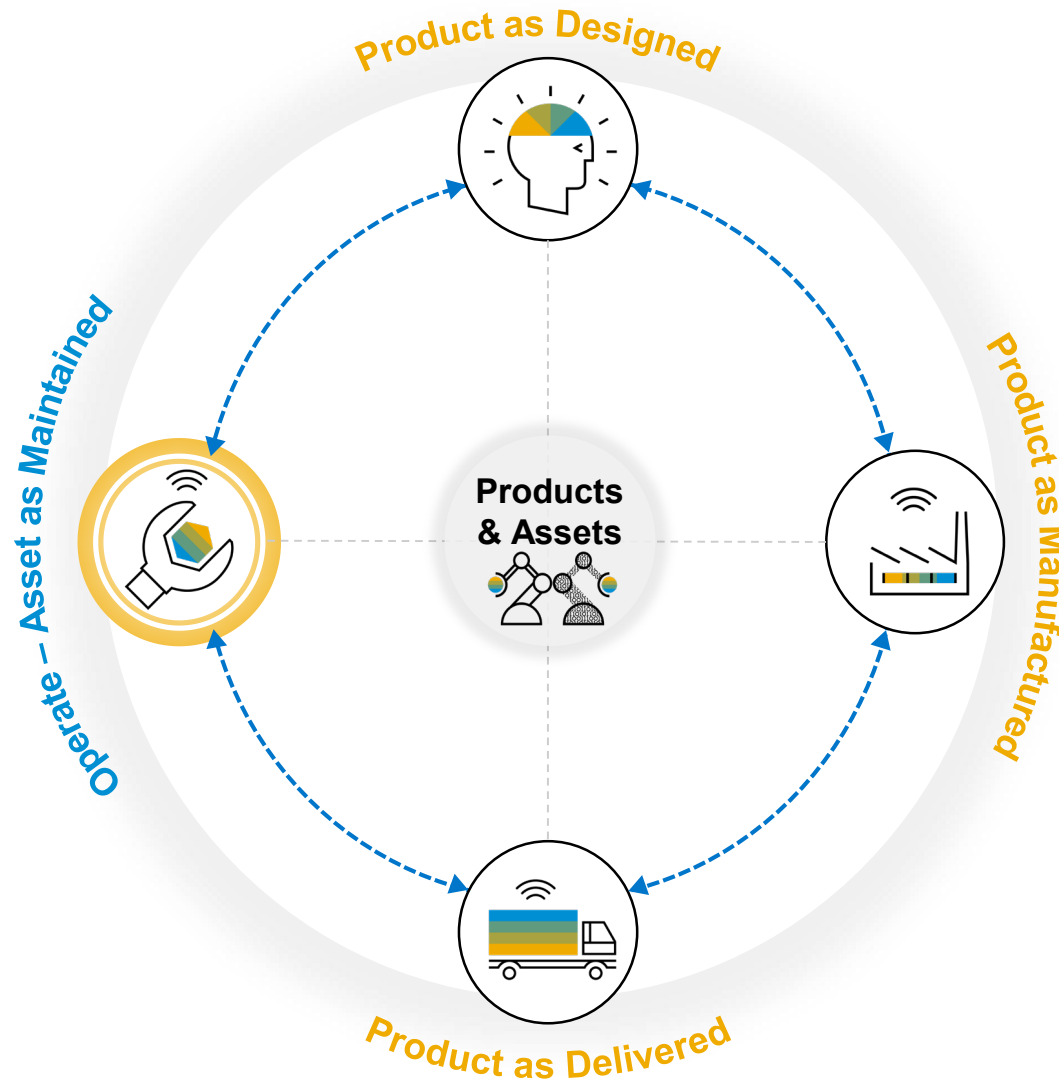 Product as Designed
Operate – Asset as Maintained
Products
& Assets
Product as Manufactured
Product as Delivered